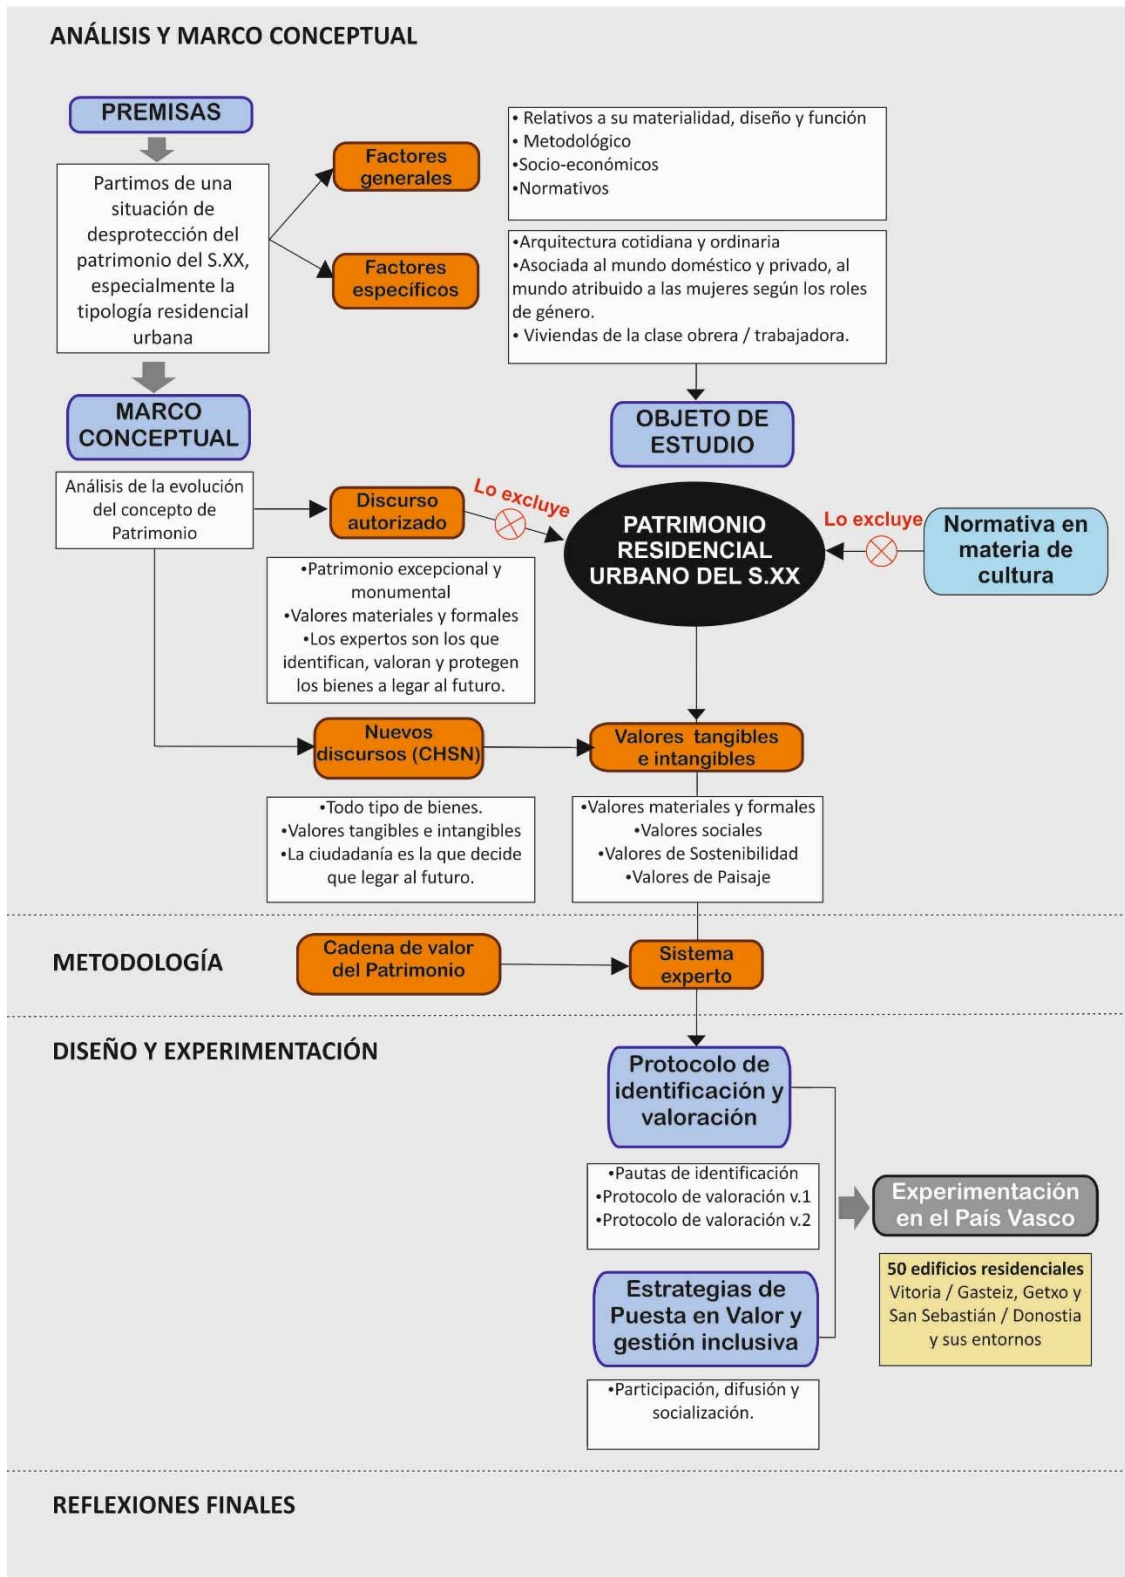 ANÁLISIS Y MARCO CONCEPTUAL
PREMISAS
Partimos de una
situación de
desprotección del
patrimonio del S.XX,
especialmente la
tipología residencial
urbana
Factores
generales
• Relativos a su materialidad, diseño y función
• Metodológico
•Socio-económicos
•Normativos
Factores
específicos
•Arquitectura cotidiana y ordinaria
•Asociada al mundo doméstico y privado, al
mundo atribuido a las mujeres según los roles
de género.
• Viviendas de la clase obrera / trabajadora.
MARCO
CONCEPTUAL
OBJETO DE
ESTUDIO
Análisis de la evolución
del concepto de
Patrimonio
Discurso
autorizado
Lo excluye
PATRIMONIO
RESIDENCIAL
URBANO DEL S.XX
Lo excluye
Normativa en
materia de
cultura
•Patrimonio excepcional y
monumental
•Valores materiales y formales
•Los expertos son los que
identifican, valoran y protegen
los bienes a legar al futuro.
Nuevos
discursos (CHSN)
Valores tangibles
e intangibles
•Todo tipo de bienes.
•Valores tangibles e intangibles
•La ciudadanía es la que decide
que legar al futuro.
•Valores materiales y formales
•Valores sociales
•Valores de Sostenibilidad
•Valores de Paisaje
METODOLOGÍA
Cadena de valor
del Patrimonio
Sistema
experto
DISEÑO Y EXPERIMENTACIÓN
Protocolo de
identificación y
valoración
•Pautas de identificación
•Protocolo de valoración v.1
•Protocolo de valoración v.2
Experimentación
en el País Vasco
50 edificios residenciales
Vitoria / Gasteiz, Getxo y
San Sebastián / Donostia
y sus entornos
Estrategias de
Puesta en Valor y
gestión inclusiva
•Participación, difusión y
socialización.
REFLEXIONES FINALES